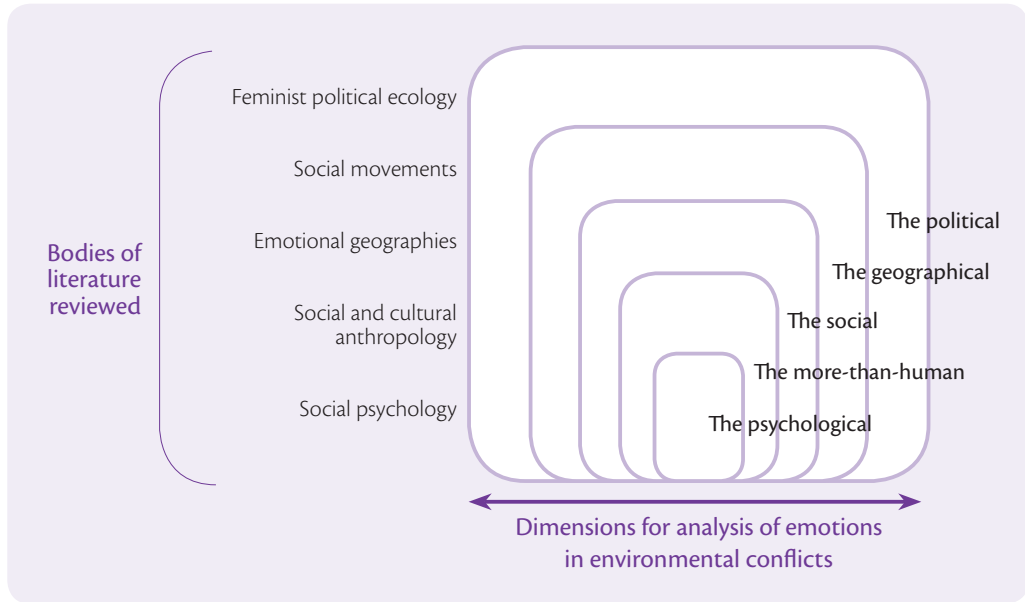 Bodies of
literature
reviewed
Feminist political ecology
Social movements
Emotional geographies
Social and cultural
anthropology
Social psychology
The political
The geographical
The social
The more-than-human
The psychological
Dimensions for analysis of emotions
in environmental conflicts